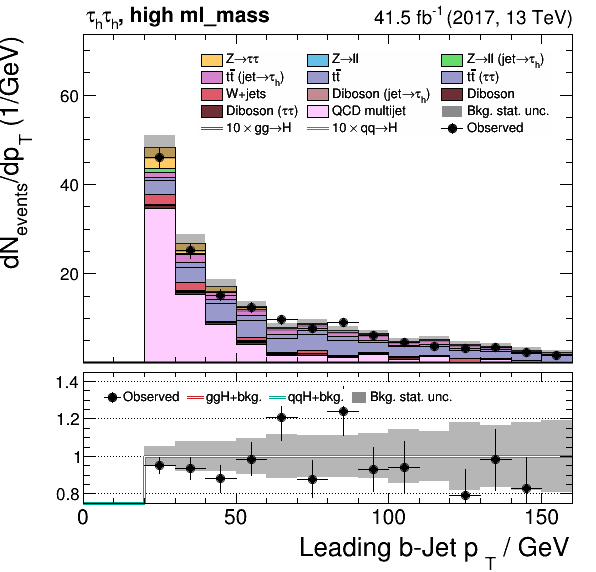 τhτh, high ml_mass 41.5 fb⁻¹ (2017, 13 TeV)
dNevents/dpT (1/GeV)
60
40
20
Z→ττ Z→ll Z→ll (jet→τh)
tt̄ (jet→τh) tt̄ tt̄ (ττ)
W+jets Diboson (jet→τh) Diboson
Diboson (ττ) QCD multijet Bkg. stat. unc.
10 × gg→H 10 × qq→H Observed
1.4
1.2
1
0.8
Observed ggH+bkg. qqH+bkg. Bkg. stat. unc.
0 50 100 150
Leading b-Jet pT / GeV